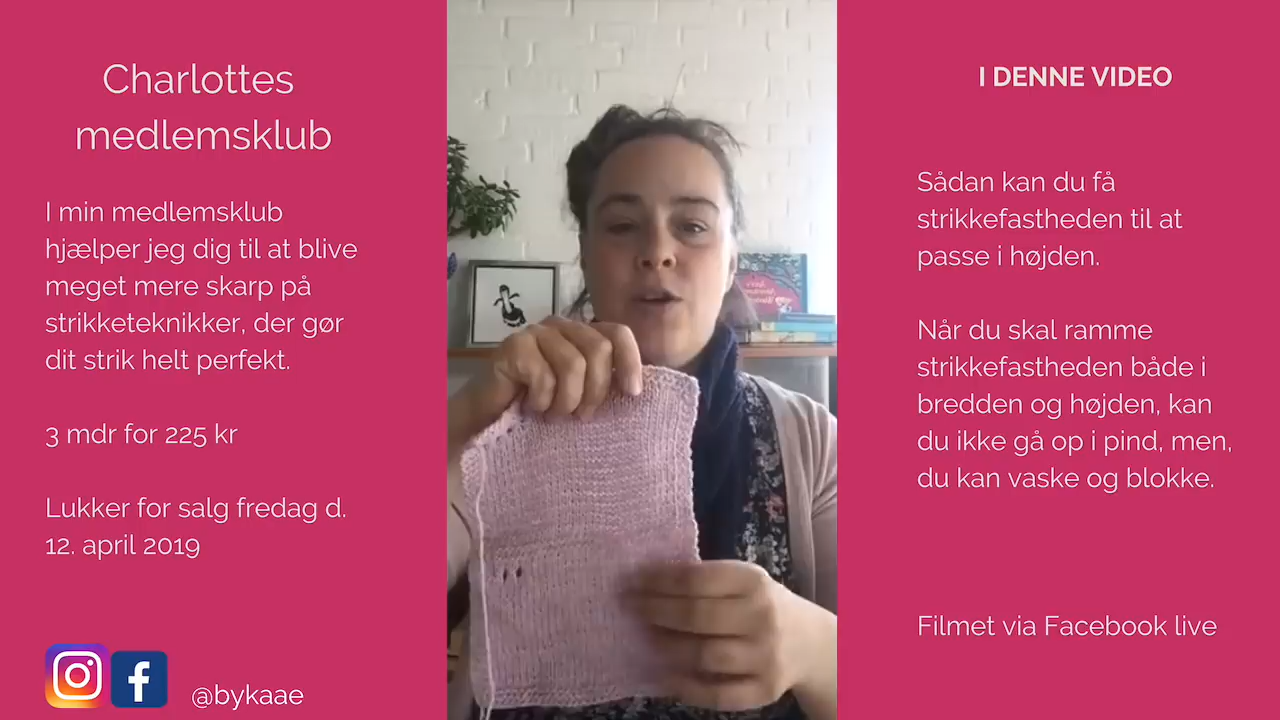 Charlottes
medlemsklub
I min medlemsklub
hjælper jeg dig til at blive
meget mere skarp på
strikketeknikker, der gør
dit strik helt perfekt.
3 mdr for 225 kr
Lukker for salg fredag d.
12. april 2019
@bykaae
I DENNE VIDEO
Sådan kan du få
strikkefastheden til at
passe i højden.
Når du skal ramme
strikkefastheden både i
bredden og højden, kan
du ikke gå op i pind, men,
du kan vaske og blokke.
Filmet via Facebook live